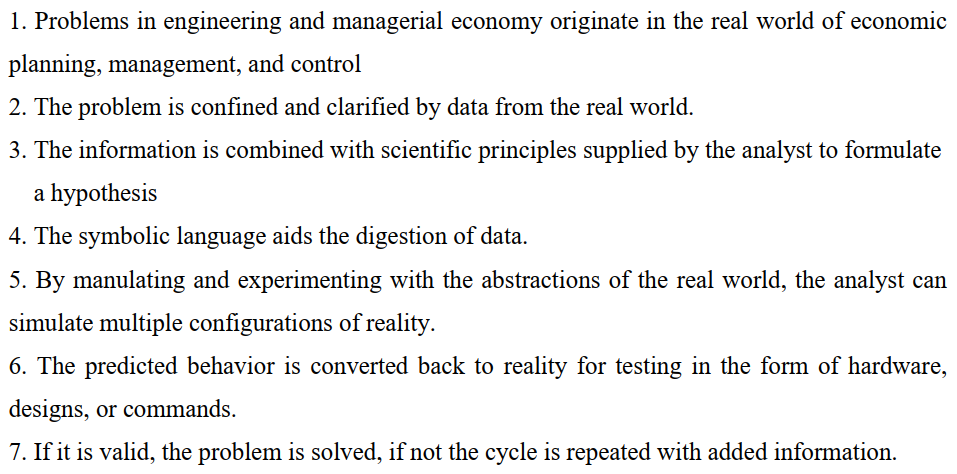 1. Problems in engineering and managerial economy originate in the real world of economic
planning, management, and control
2. The problem is confined and clarified by data from the real world.
3. The information is combined with scientific principles supplied by the analyst to formulate
a hypothesis
4. The symbolic language aids the digestion of data.
5. By manulating and experimenting with the abstractions of the real world, the analyst can
simulate multiple configurations of reality.
6. The predicted behavior is converted back to reality for testing in the form of hardware,
designs, or commands.
7. If it is valid, the problem is solved, if not the cycle is repeated with added information.